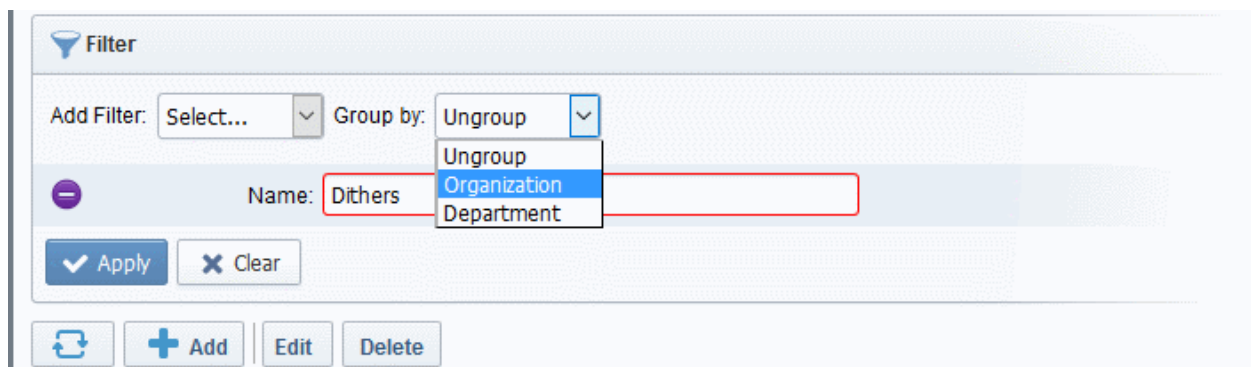 Filter
Add Filter: Select... Group by: Ungroup
Ungroup
Organization
Department
Name: Dithers
Apply Clear
Add Edit Delete